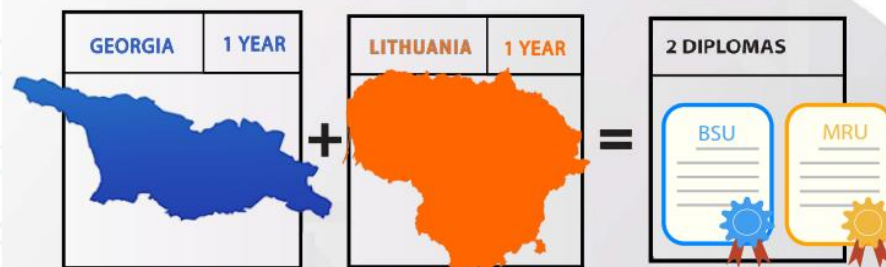 GEORGIA 1 YEAR
LITHUANIA 1 YEAR
2 DIPLOMAS
+
=
BSU
MRU